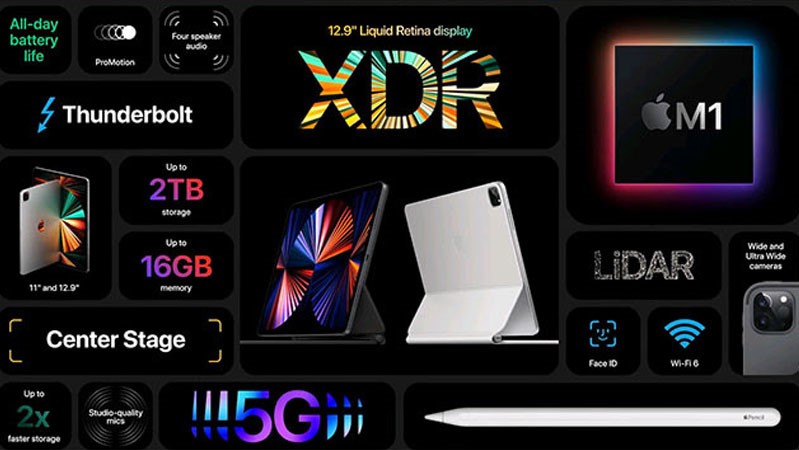 All-day
battery
life
ProMotion
Four speaker
audio
12.9" Liquid Retina display
XDR
M1
Thunderbolt
Up to
2TB
storage
11" and 12.9"
Up to
16GB
memory
LiDAR
Wide and
Ultra Wide
cameras
Center Stage
Face ID
Wi-Fi 6
Up to
2x
faster storage
Studio-quality
mics
5G
Pencil